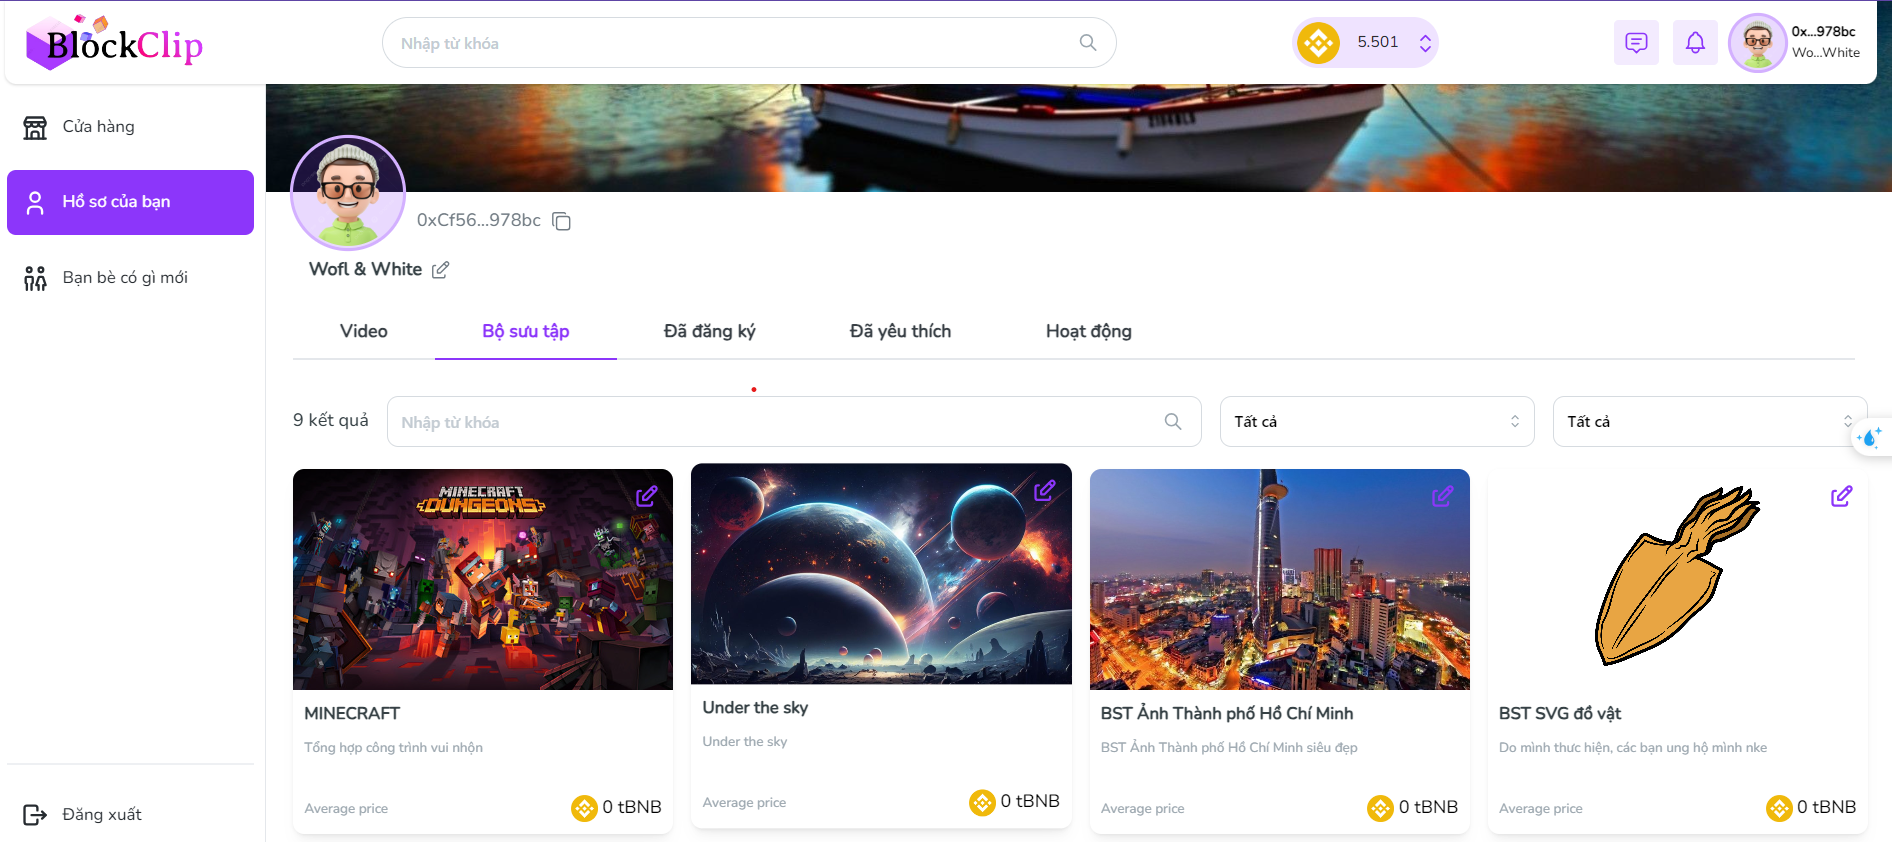 BlockClip
Nhập từ khóa
5.501
0x...978bc
Wo...White
Cửa hàng
Hồ sơ của bạn
Bạn bè có gì mới
Đăng xuất
0xCf56...978bc
Wofl & White
Video
Bộ sưu tập
Đã đăng ký
Đã yêu thích
Hoạt động
9 kết quả
Nhập từ khóa
Tất cả
Tất cả
MINECRAFT
DUNGEONS
MINECRAFT
Tổng hợp công trình vui nhộn
Average price
0 tBNB
Under the sky
Under the sky
Average price
0 tBNB
BST Ảnh Thành phố Hồ Chí Minh
BST Ảnh Thành phố Hồ Chí Minh siêu đẹp
Average price
0 tBNB
BST SVG đồ vật
Do mình thưc hiện, các bạn ung hộ mình nke
Average price
0 tBNB